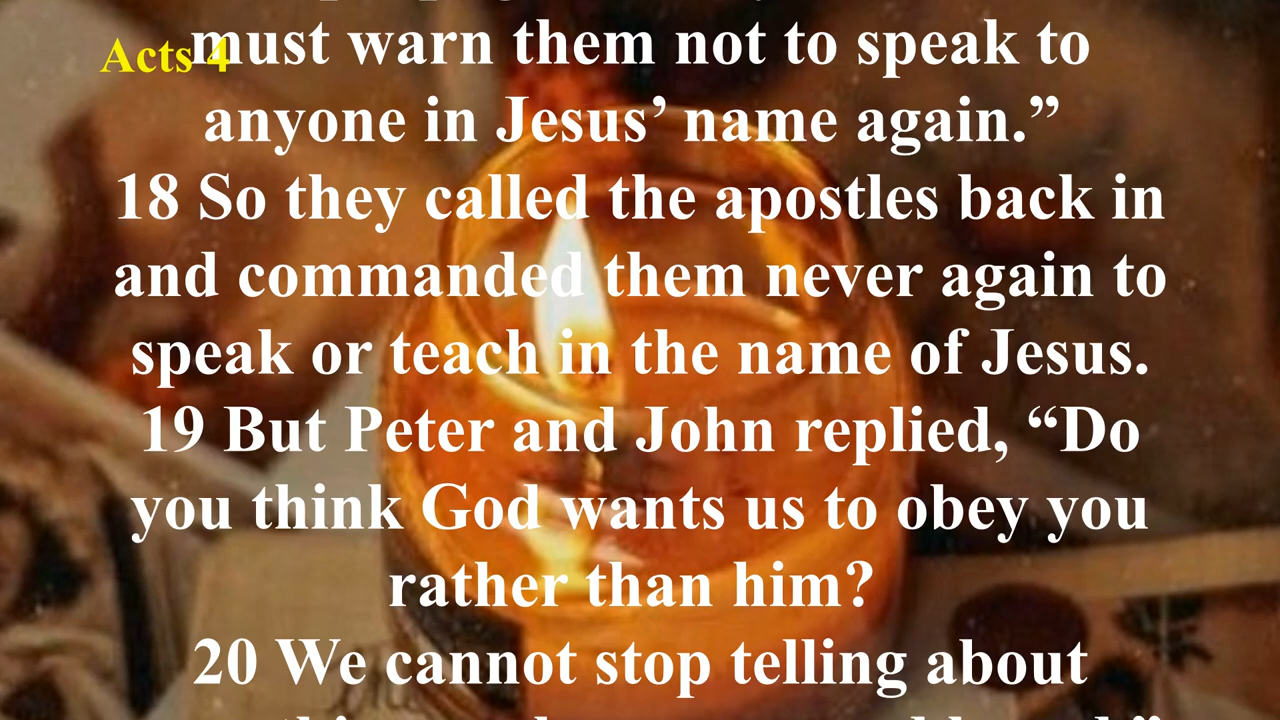 Acts 4
must warn them not to speak to
anyone in Jesus’ name again.”
18 So they called the apostles back in
and commanded them never again to
speak or teach in the name of Jesus.
19 But Peter and John replied, “Do
you think God wants us to obey you
rather than him?
20 We cannot stop telling about